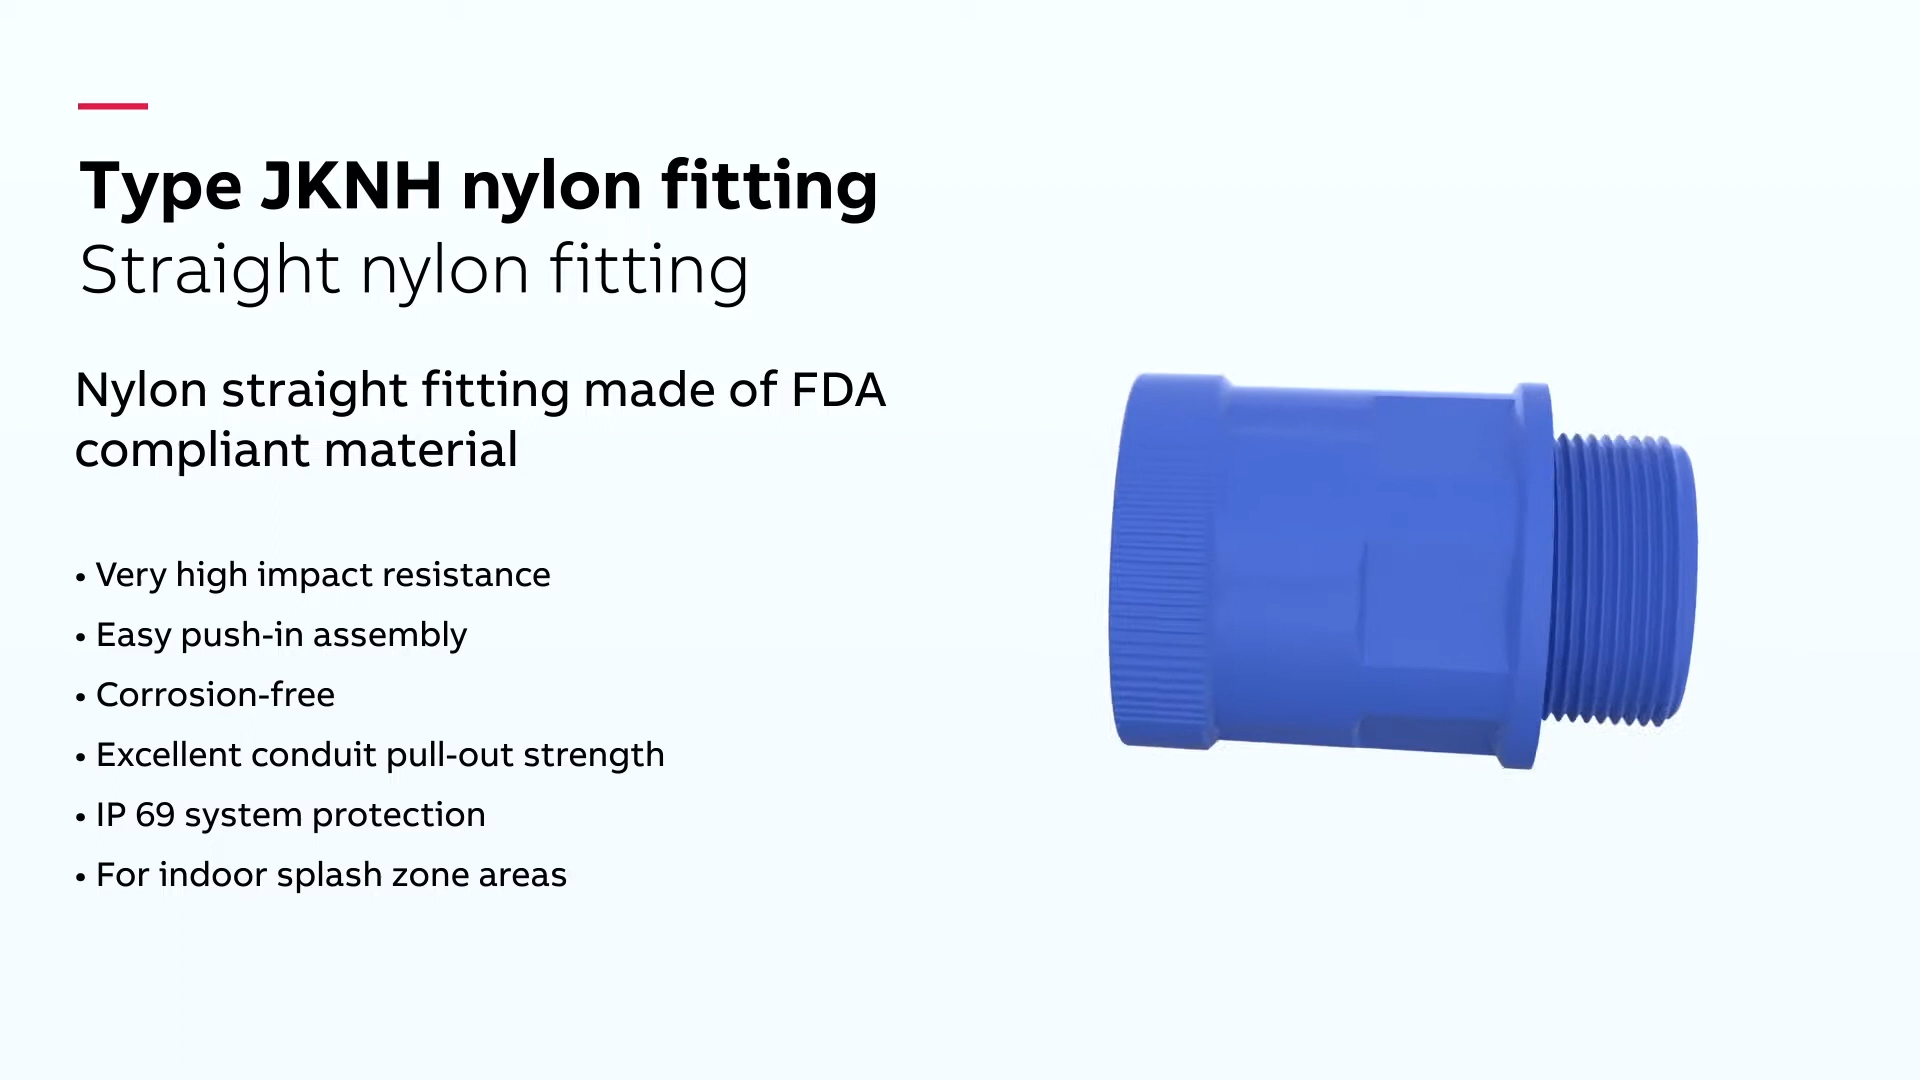 Type JKNH nylon fitting
Straight nylon fitting
Nylon straight fitting made of FDA
compliant material
• Very high impact resistance
• Easy push-in assembly
• Corrosion-free
• Excellent conduit pull-out strength
• IP 69 system protection
• For indoor splash zone areas